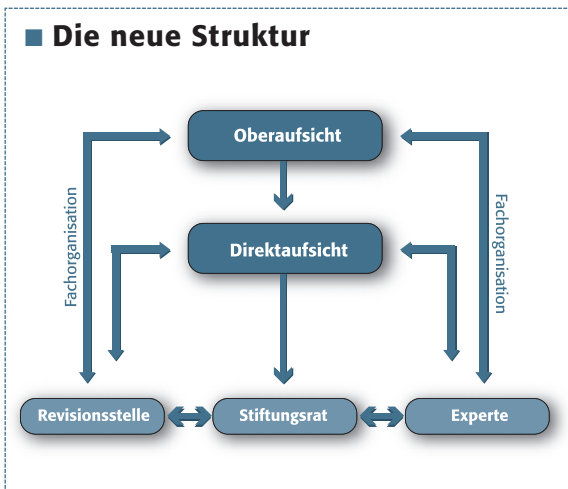 Die neue Struktur
Oberaufsicht
Fachorganisation
Fachorganisation
Direktaufsicht
Revisionsstelle
Stiftungsrat
Experte